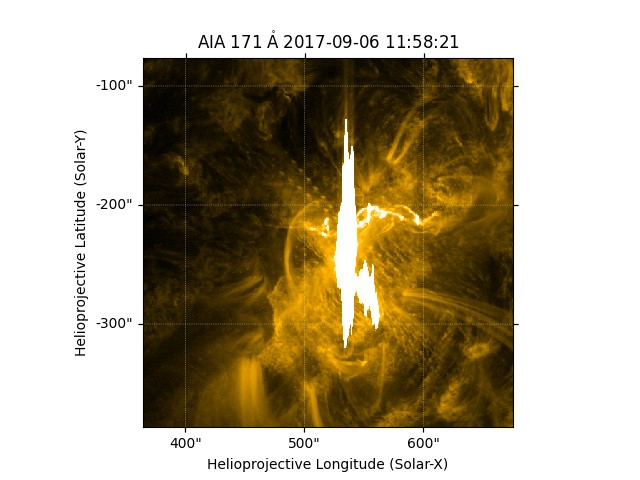 AIA 171 Å 2017-09-06 11:58:21
-100"
-200"
-300"
Helioprojective Latitude (Solar-Y)
400" 500" 600"
Helioprojective Longitude (Solar-X)